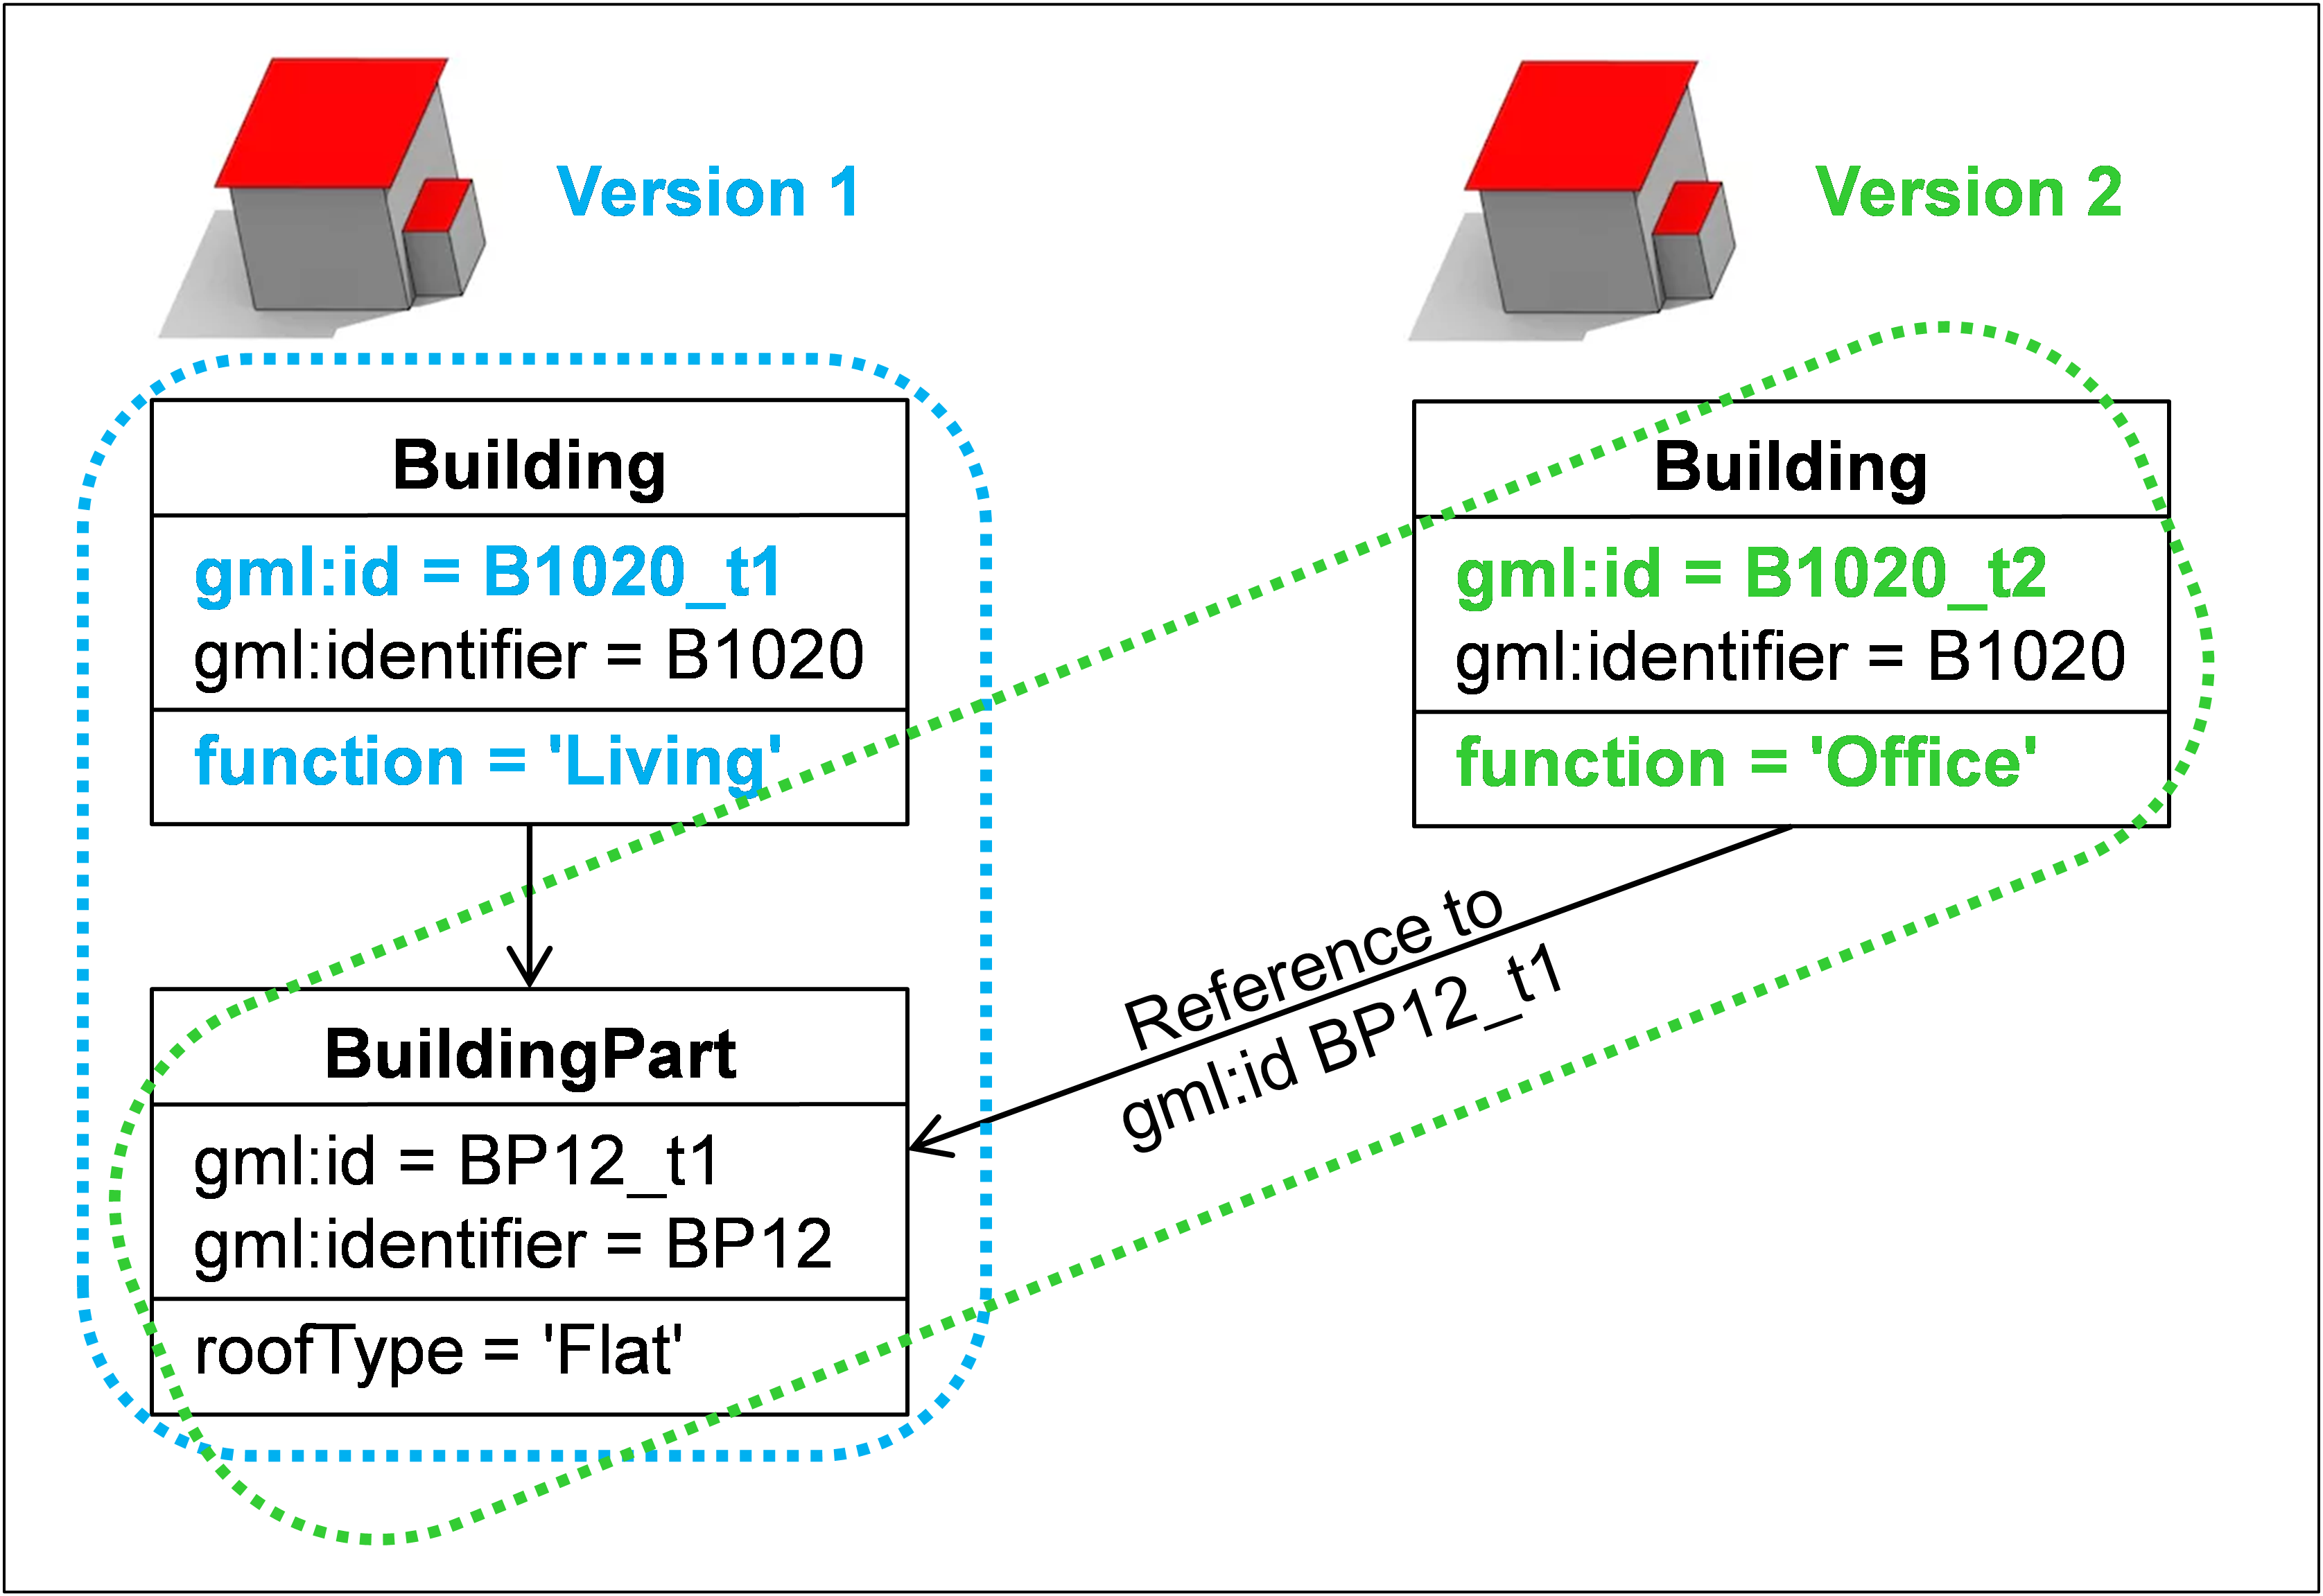 Version 1
Building
gml:id = B1020_t1
gml:identifier = B1020
function = 'Living'
BuildingPart
gml:id = BP12_t1
gml:identifier = BP12
roofType = 'Flat'
Version 2
Building
gml:id = B1020_t2
gml:identifier = B1020
function = 'Office'
Reference to
gml:id BP12_t1